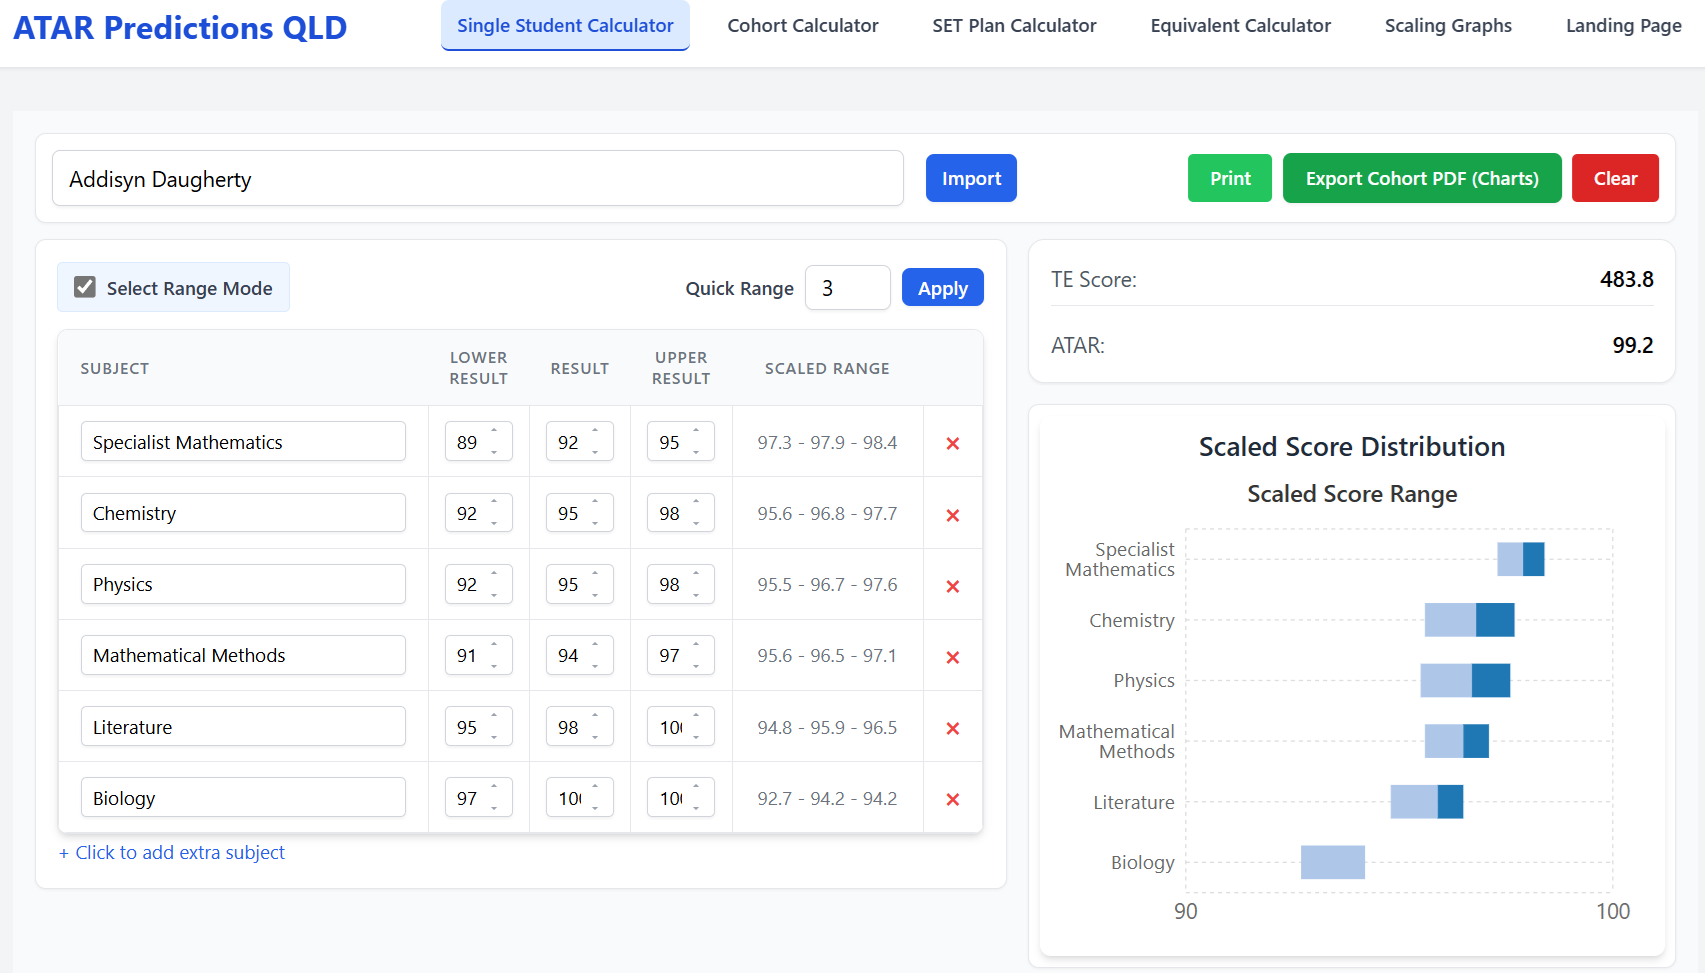 ATAR Predictions QLD
Single Student Calculator
Cohort Calculator
SET Plan Calculator
Equivalent Calculator
Scaling Graphs
Landing Page
Addisyn Daugherty
Import
Print
Export Cohort PDF (Charts)
Clear
Select Range Mode
Quick Range
3
Apply
SUBJECT
LOWER
RESULT
RESULT
UPPER
RESULT
SCALED RANGE
Specialist Mathematics 89 92 95 97.3 - 97.9 - 98.4
Chemistry 92 95 98 95.6 - 96.8 - 97.7
Physics 92 95 98 95.5 - 96.7 - 97.6
Mathematical Methods 91 94 97 95.6 - 96.5 - 97.1
Literature 95 98 100 94.8 - 95.9 - 96.5
Biology 97 100 100 92.7 - 94.2 - 94.2
+ Click to add extra subject
TE Score: 483.8
ATAR: 99.2
Scaled Score Distribution
Scaled Score Range
Specialist
Mathematics
Chemistry
Physics
Mathematical
Methods
Literature
Biology
90 100